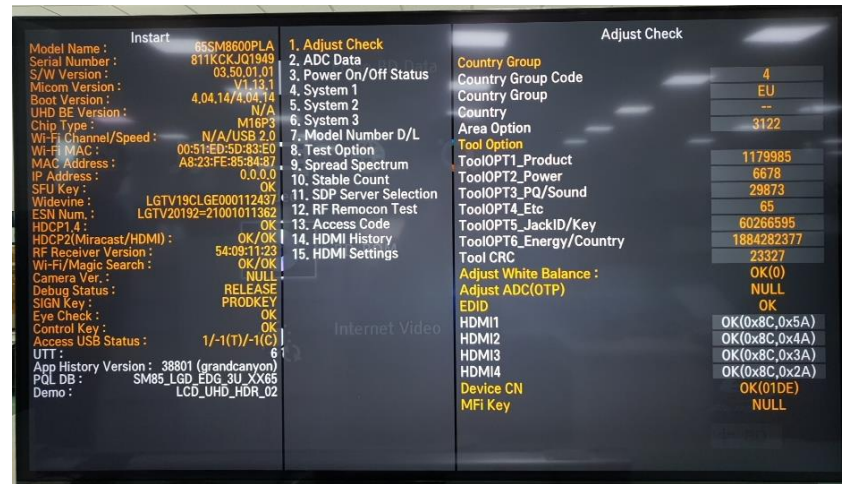 Instart
Model Name : 65SM8600PLA
Serial Number : 811KCKJQ1949
S/W Version : 03.50.01.01
Micom Version : V1.13.1
Boot Version : 4.04.14/4.04.14
UHD BE Version : N/A
Chip Type : M16P3
Wi-Fi Channel/Speed : N/A/USB 2.0
Wi-Fi MAC : 00:51:ED:5D:83:E0
MAC Address : A8:23:FE:85:84:87
IP Address : 0.0.0.0
SFU Key : OK
Widevine : LGTV19CLGE000112437
ESN Num. : LGTV20192=21001011362
HDCP1.4 : OK
HDCP2(Miracast/HDMI) : OK/OK
RF Receiver Version : 54:09:11:23
Wi-Fi/Magic Search : OK/OK
Camera Ver. : NULL
Debug Status : RELEASE
SIGN Key : PRODKEY
Eye Check : OK
Control Key : OK
Access USB Status : 1/-1(T)/-1(C)
UTT : 6
App History Version : 38801 (grandcanyon)
PQL DB : SM85_LGD_EDG_3U_XX65
Demo : LCD_UHD_HDR_02
1. Adjust Check
2. ADC Data
3. Power On/Off Status
4. System 1
5. System 2
6. System 3
7. Model Number D/L
8. Test Option
9. Spread Spectrum
10. Stable Count
11. SDP Server Selection
12. RF Remocon Test
13. Access Code
14. HDMI History
15. HDMI Settings
Internet Video
Adjust Check
Country Group
Country Group Code 4
Country Group EU
Country --
Area Option 3122
Tool Option
ToolOPT1_Product 1179985
ToolOPT2_Power 6678
ToolOPT3_PQ/Sound 29873
ToolOPT4_Etc 65
ToolOPT5_JackID/Key 60266595
ToolOPT6_Energy/Country 1884282377
Tool CRC 23327
Adjust White Balance : OK(0)
Adjust ADC(OTP) NULL
EDID OK
HDMI1 OK(0x8C,0x5A)
HDMI2 OK(0x8C,0x4A)
HDMI3 OK(0x8C,0x3A)
HDMI4 OK(0x8C,0x2A)
Device CN OK(01DE)
MFi Key NULL